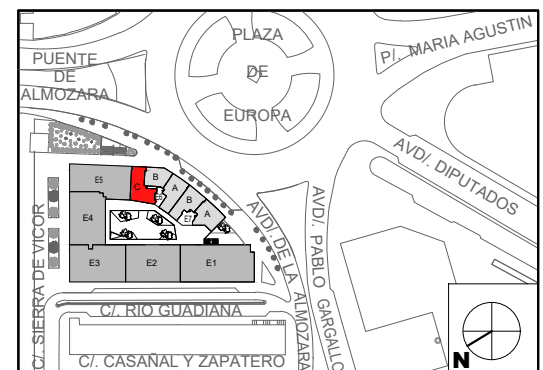 PLAZA
DE
EUROPA
P/. MARIA AGUSTIN
PUENTE
DE
ALMOZARA
AVD/. DIPUTADOS
E5
C
B
A
B
A
E6
E7
E4
E3
E2
E1
C/. SIERRA DE VICOR
AVD/. DE LA ALMOZARA
AVD/. PABLO GARGALLO
C/. RIO GUADIANA
C/. CASAÑAL Y ZAPATERO
N